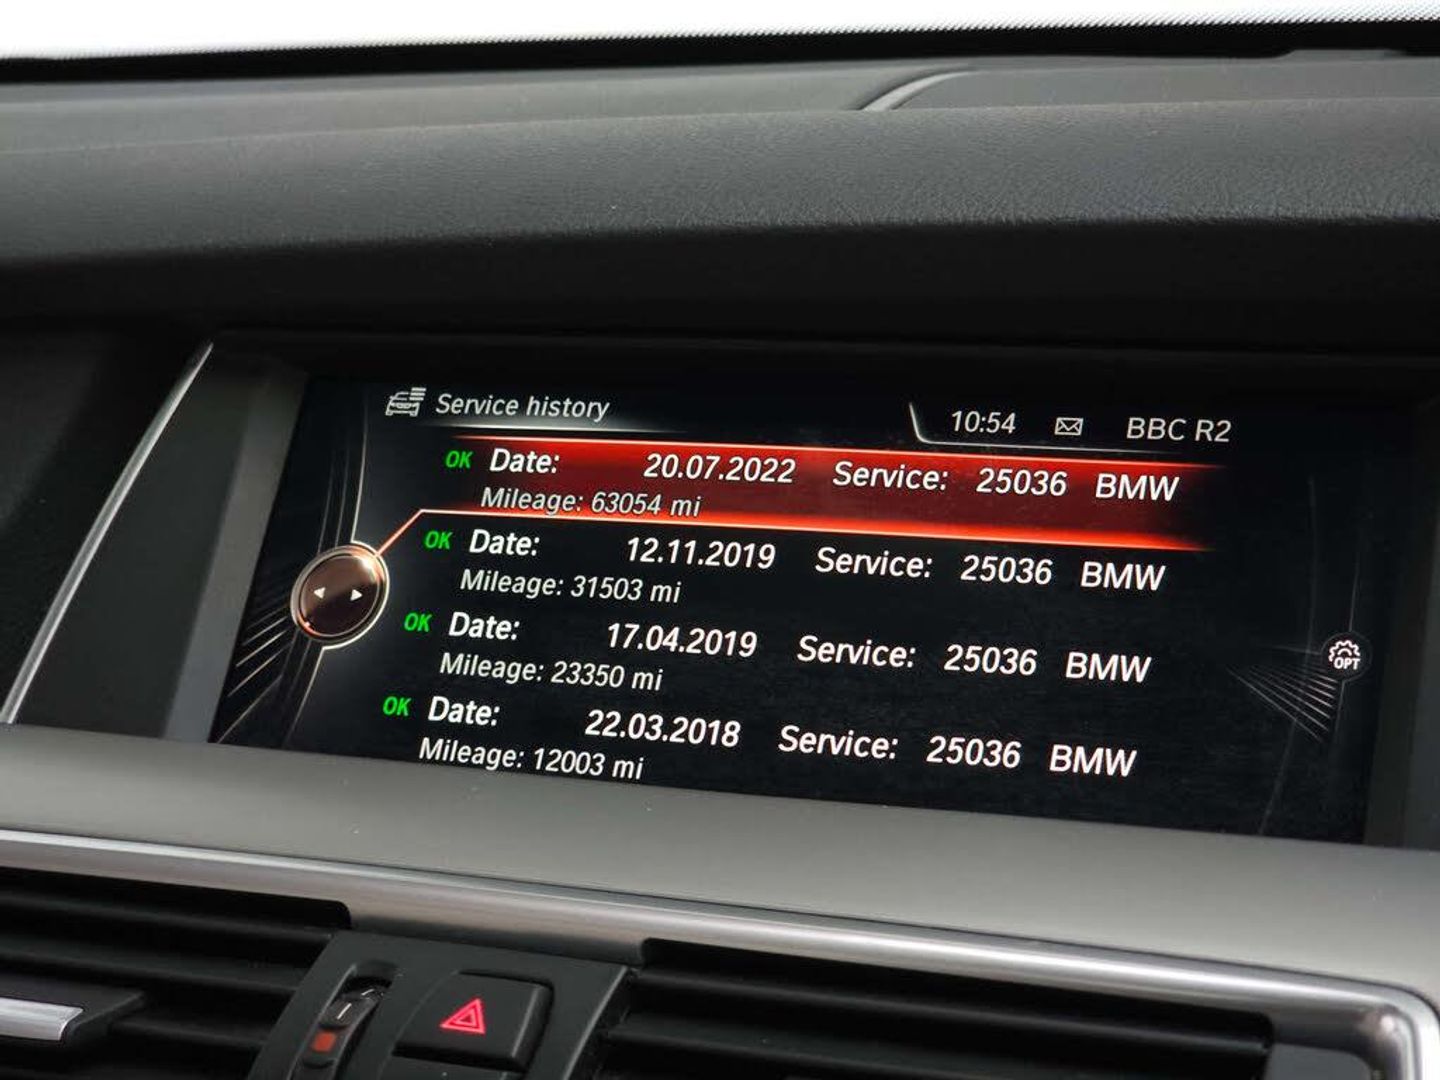 Service history 10:54 BBC R2
OK Date: 20.07.2022 Service: 25036 BMW
Mileage: 63054 mi
OK Date: 12.11.2019 Service: 25036 BMW
Mileage: 31503 mi
OK Date: 17.04.2019 Service: 25036 BMW
Mileage: 23350 mi
OPT
OK Date: 22.03.2018 Service: 25036 BMW
Mileage: 12003 mi